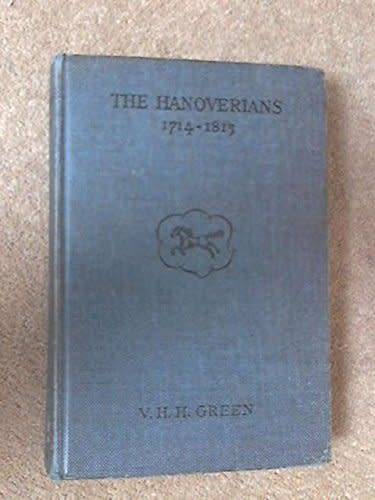 THE HANOVERIANS
1714-1815
V. H. H. GREEN